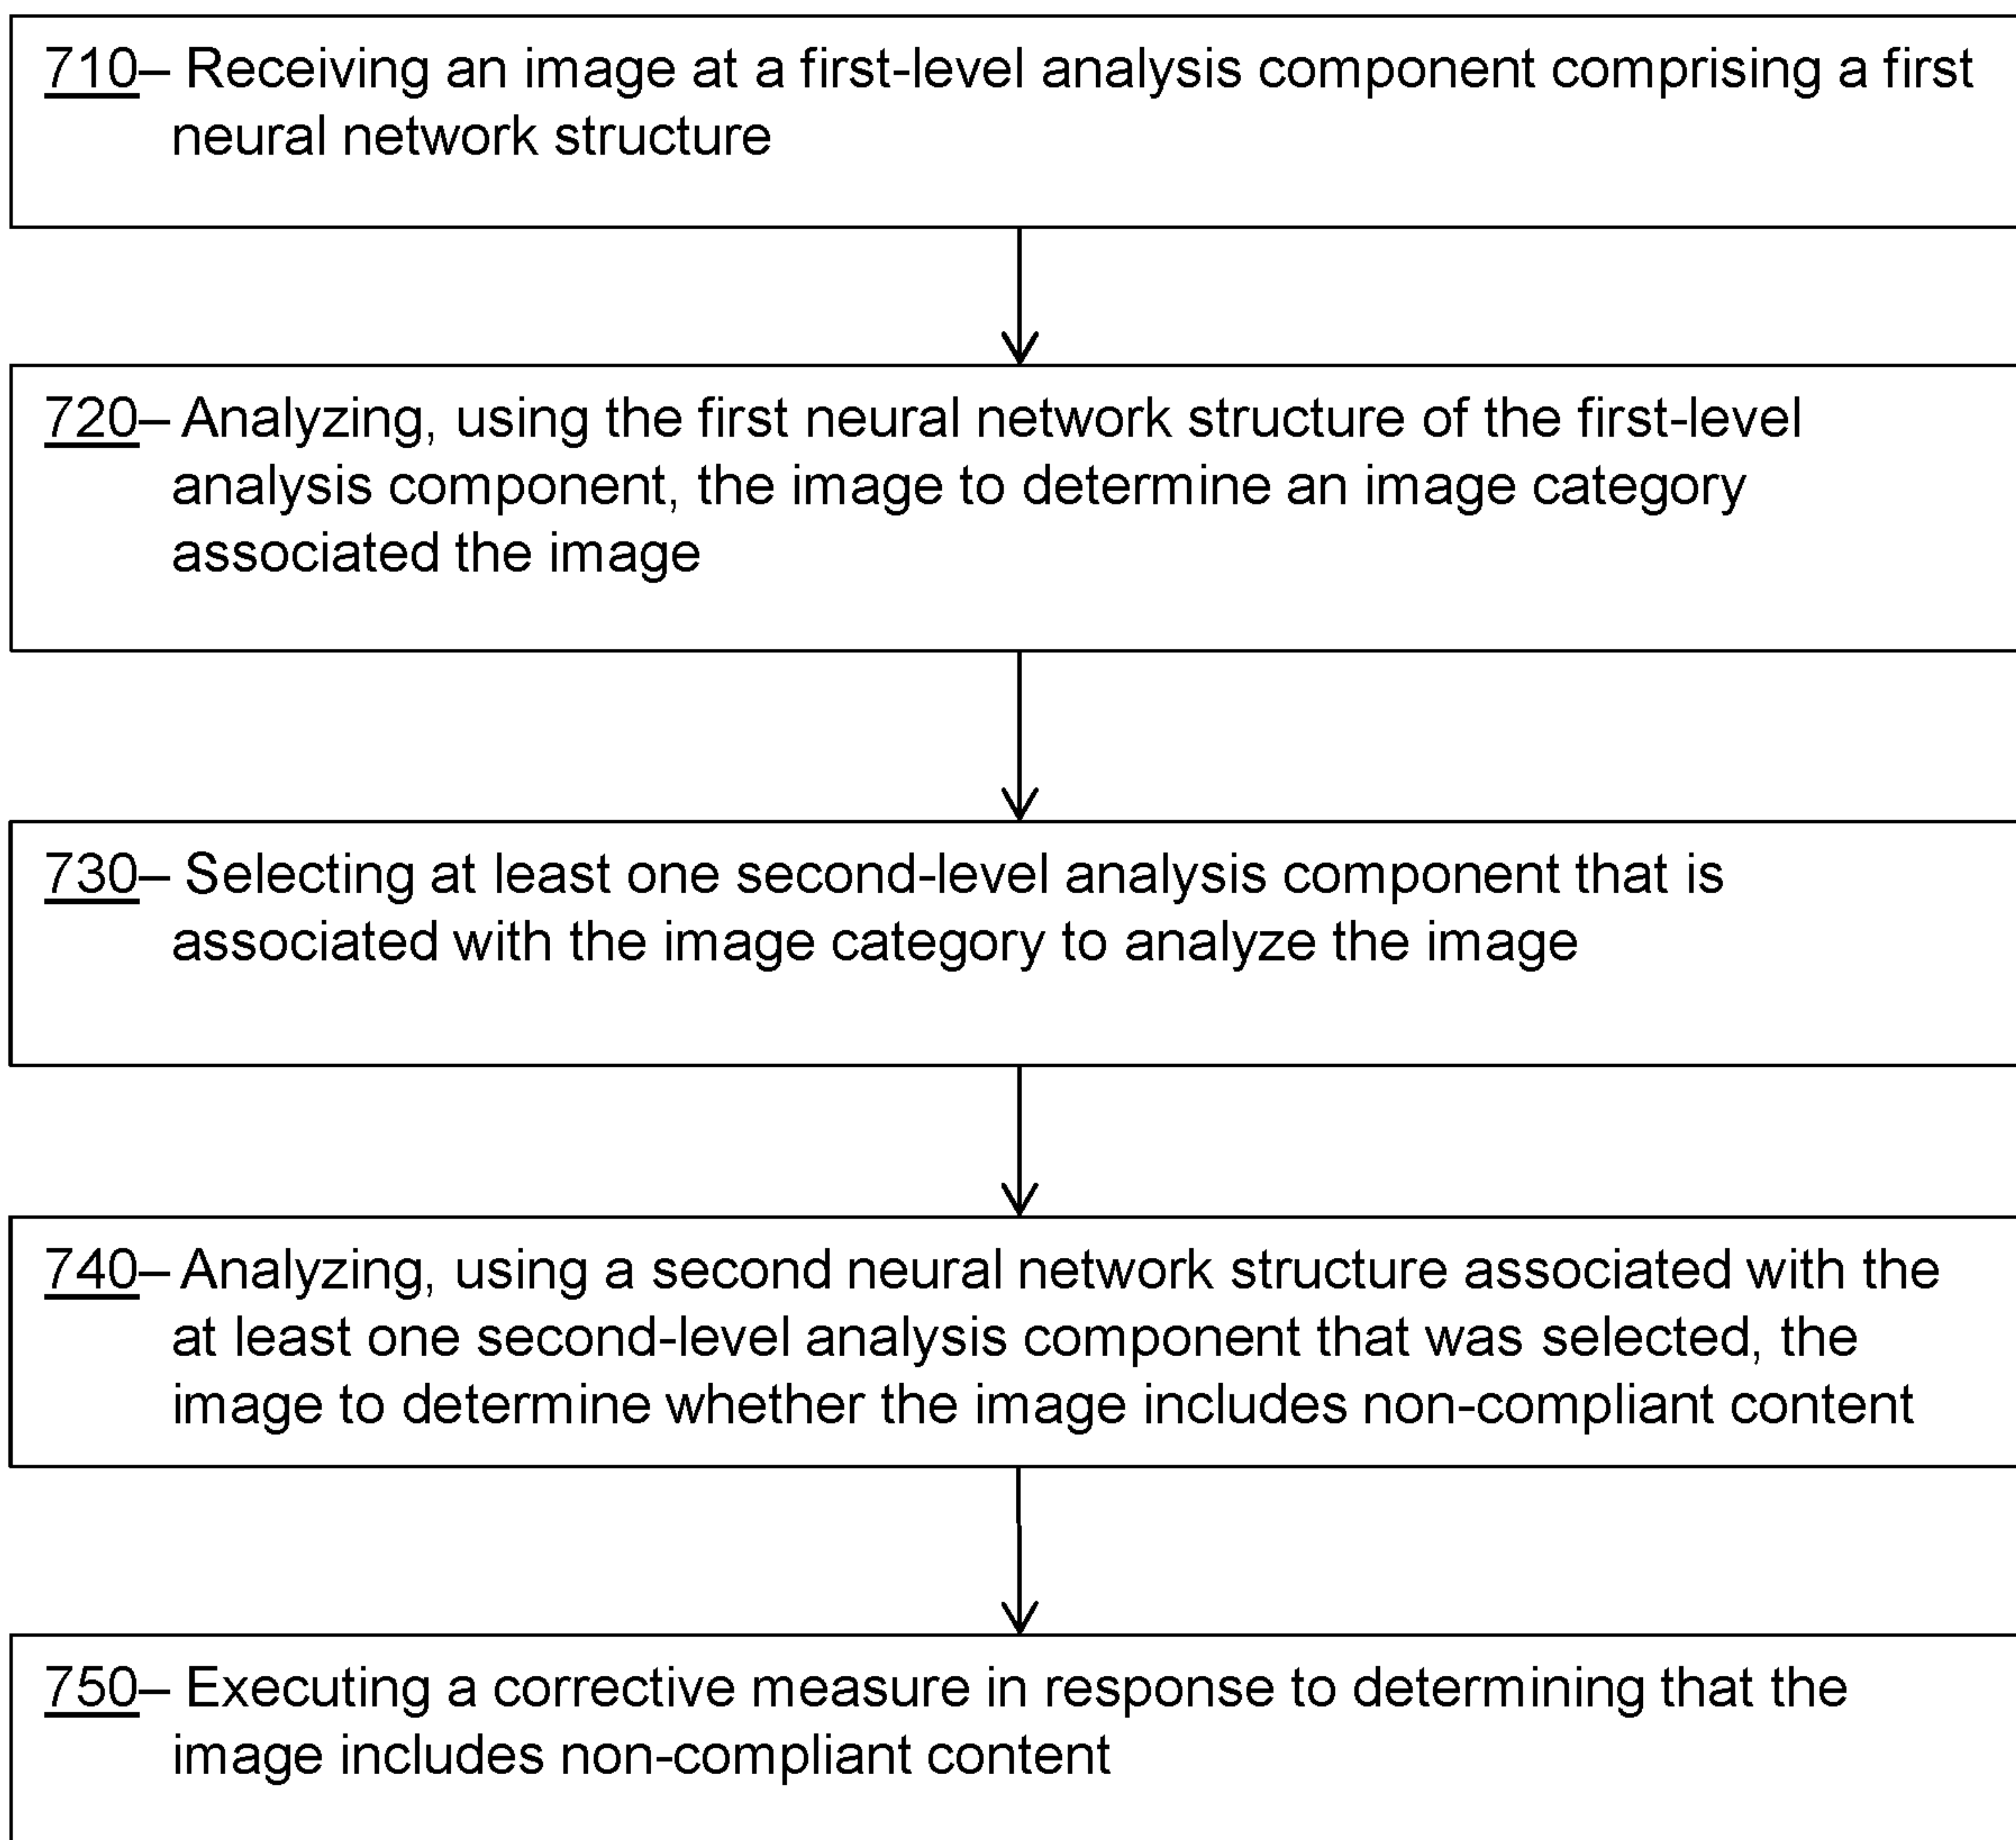 710– Receiving an image at a first-level analysis component comprising a first
neural network structure
720– Analyzing, using the first neural network structure of the first-level
analysis component, the image to determine an image category
associated the image
730– Selecting at least one second-level analysis component that is
associated with the image category to analyze the image
740– Analyzing, using a second neural network structure associated with the
at least one second-level analysis component that was selected, the
image to determine whether the image includes non-compliant content
750– Executing a corrective measure in response to determining that the
image includes non-compliant content